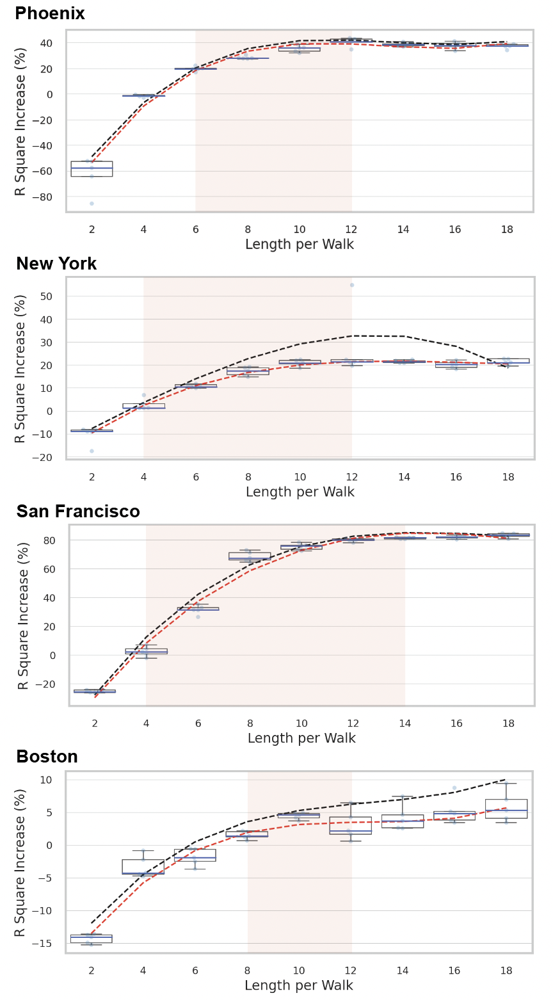 Phoenix
R Square Increase (%)
40
20
0
−20
−40
−60
−80
2 4 6 8 10 12 14 16 18
Length per Walk
New York
R Square Increase (%)
50
40
30
20
10
0
−10
−20
2 4 6 8 10 12 14 16 18
Length per Walk
San Francisco
R Square Increase (%)
80
60
40
20
0
−20
2 4 6 8 10 12 14 16 18
Length per Walk
Boston
R Square Increase (%)
10
5
0
−5
−10
−15
2 4 6 8 10 12 14 16 18
Length per Walk